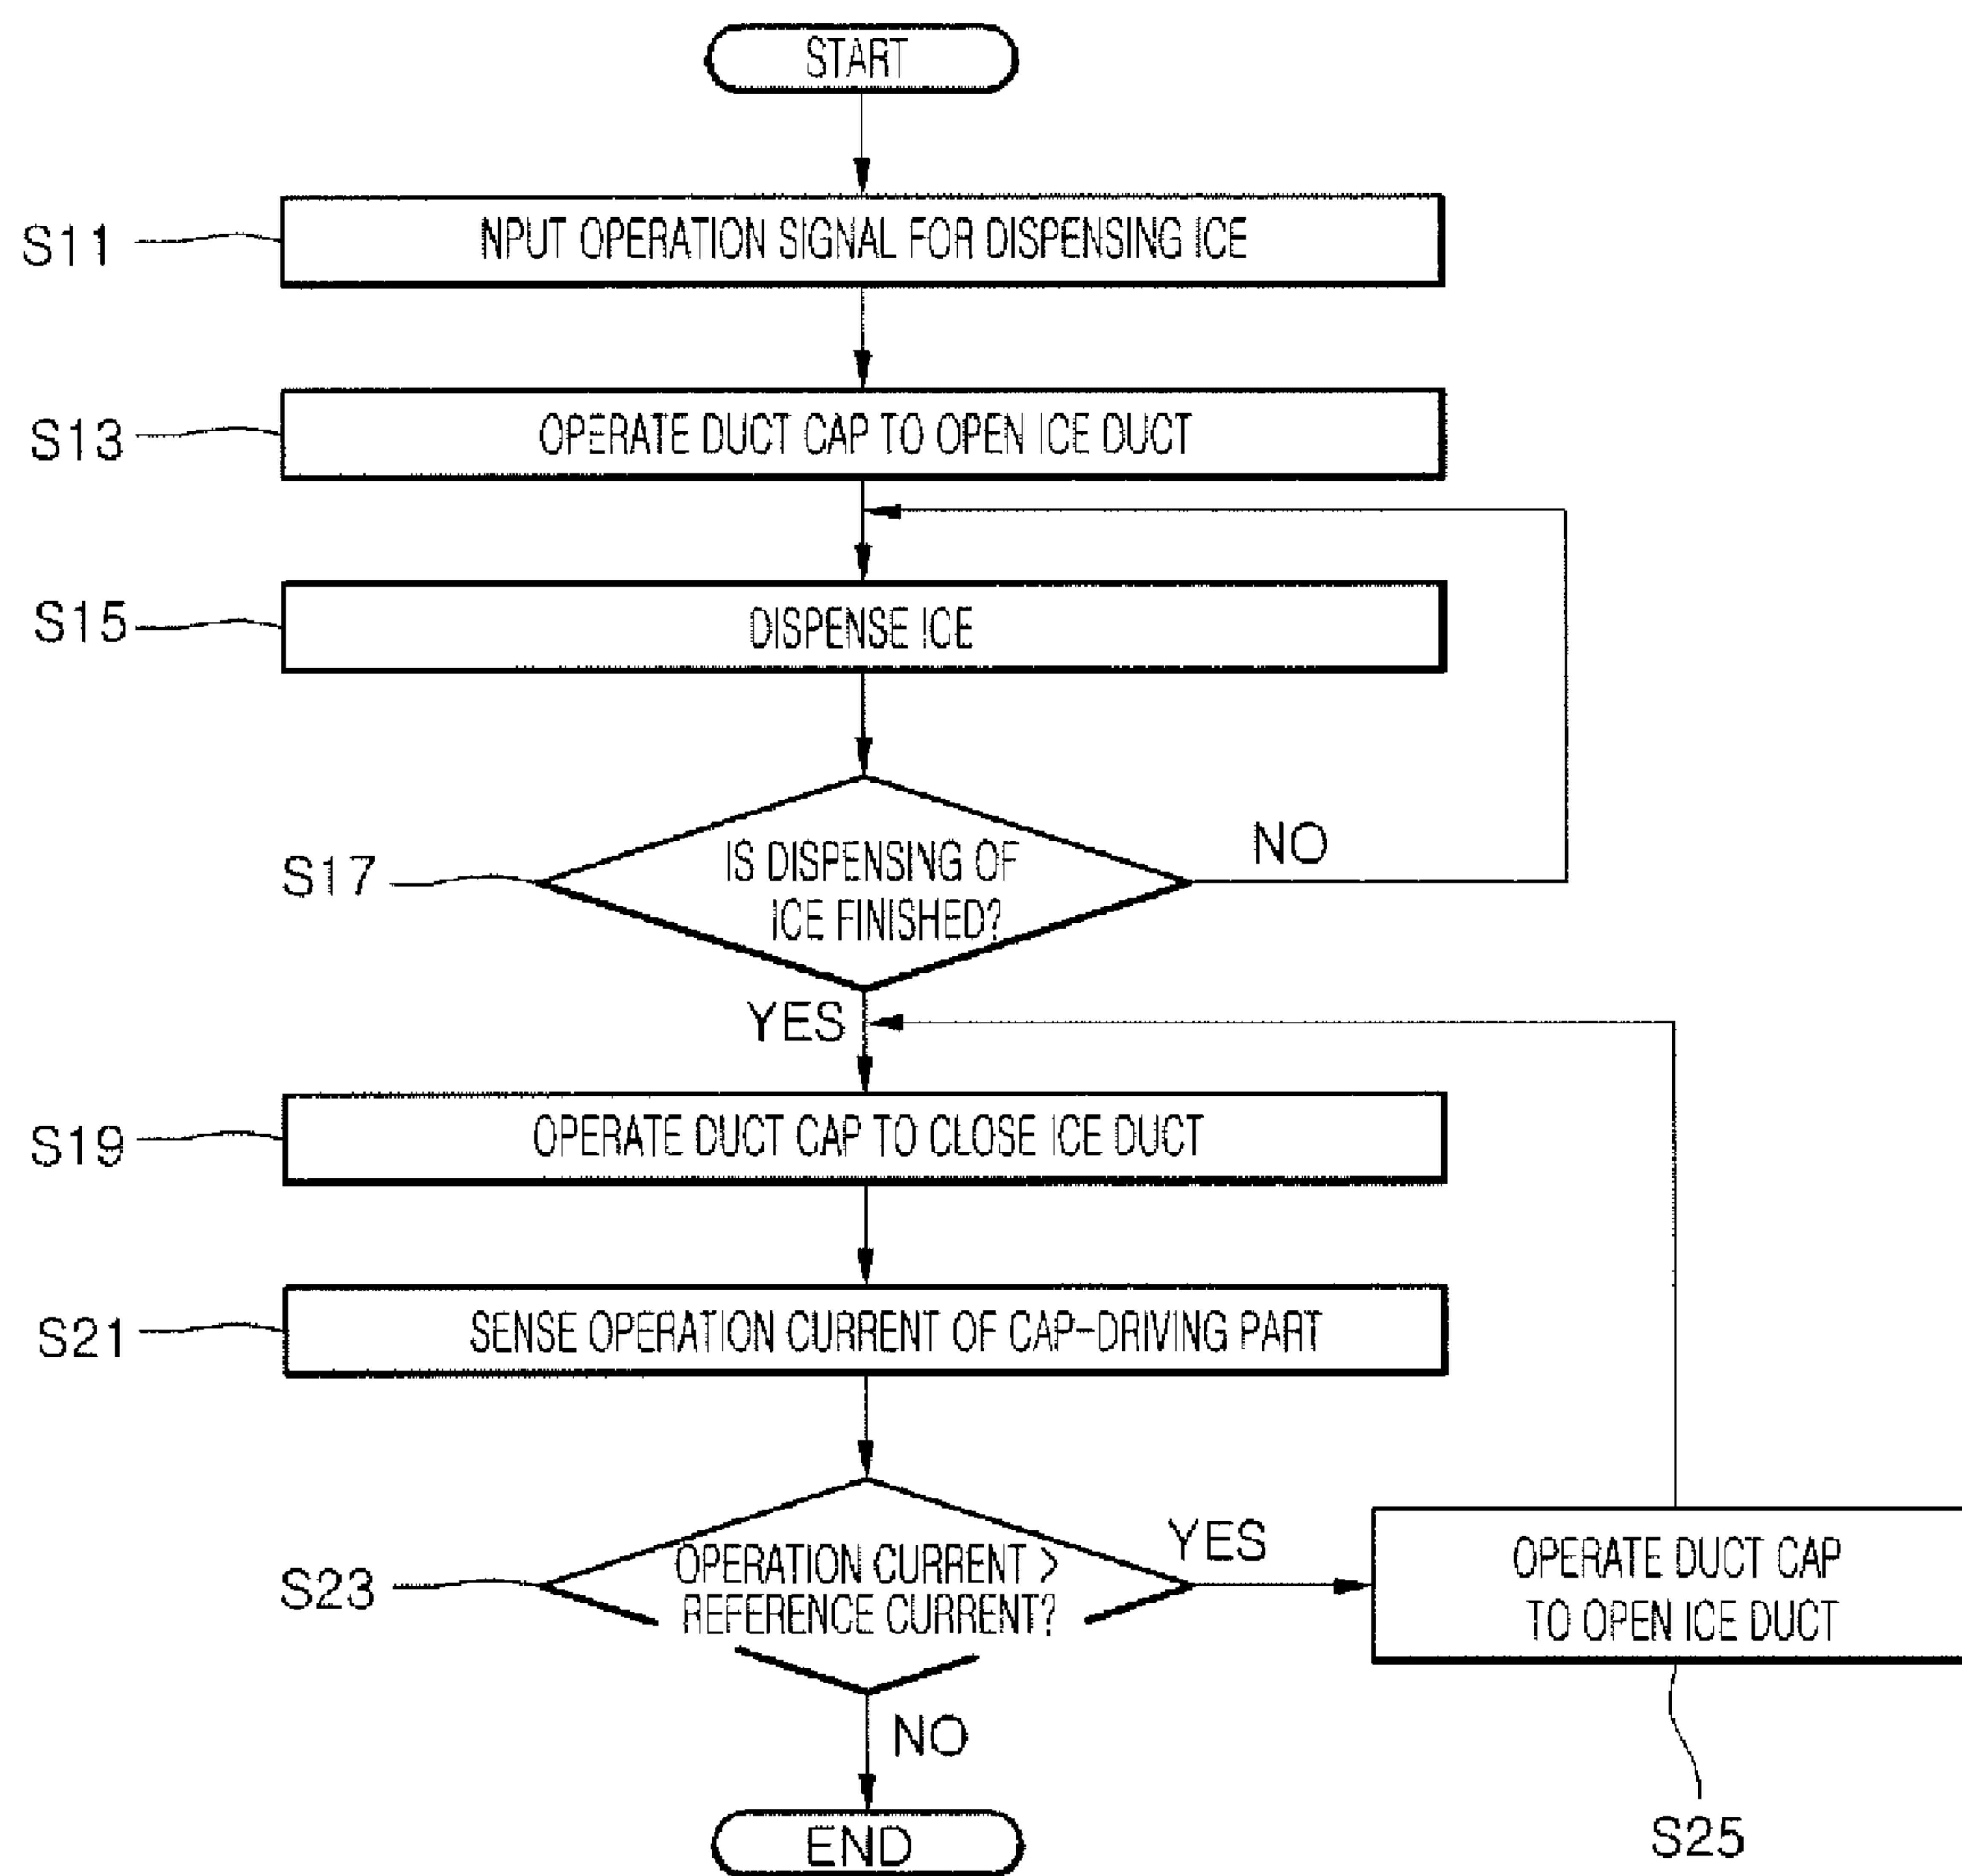 START
S11
NPUT OPERATION SIGNAL FOR DISPENSING ICE
S13
OPERATE DUCT CAP TO OPEN ICE DUCT
S15
DISPENSE ICE
S17
IS DISPENSING OF
ICE FINISHED?
NO
YES
S19
OPERATE DUCT CAP TO CLOSE ICE DUCT
S21
SENSE OPERATION CURRENT OF CAP-DRIVING PART
S23
OPERATION CURRENT >
REFERENCE CURRENT?
YES
OPERATE DUCT CAP
TO OPEN ICE DUCT
S25
NO
END